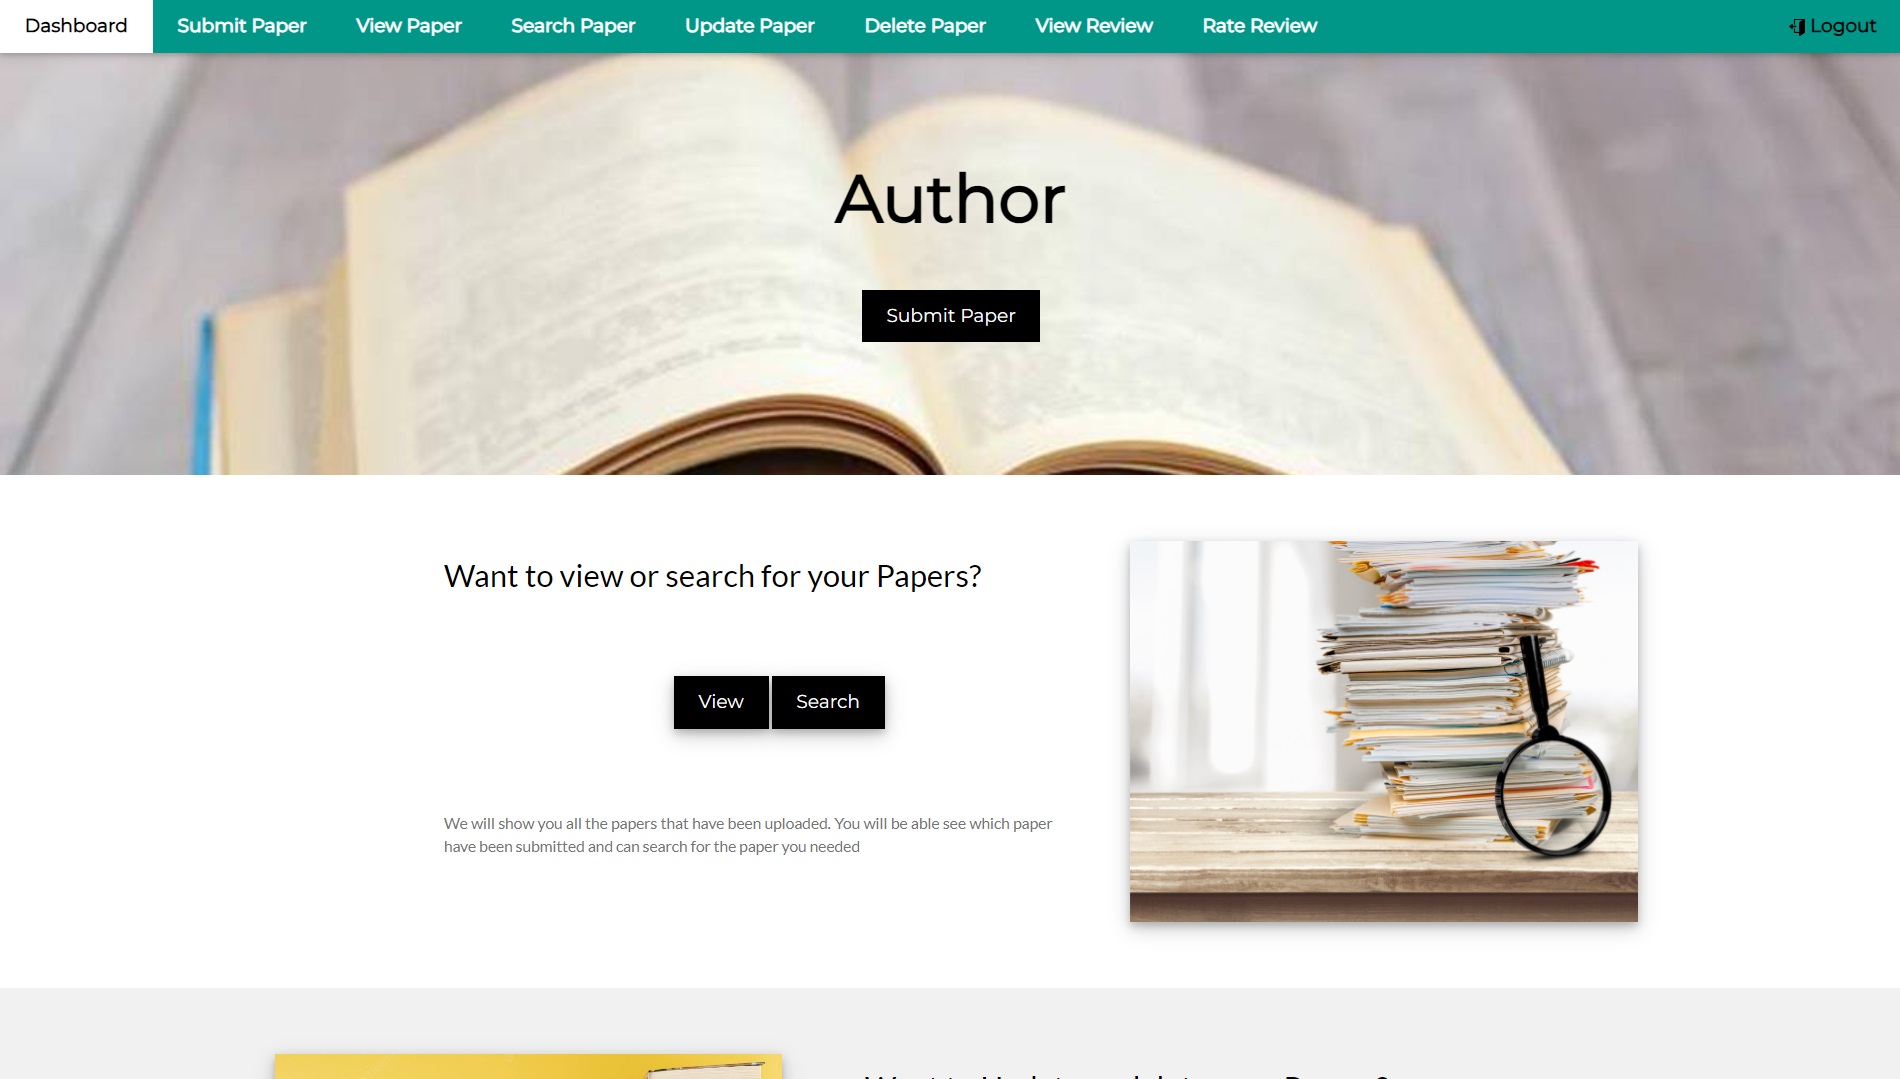 Dashboard Submit Paper View Paper Search Paper Update Paper Delete Paper View Review Rate Review Logout
Author
Submit Paper
Want to view or search for your Papers?
View Search
We will show you all the papers that have been uploaded. You will be able see which paper
have been submitted and can search for the paper you needed